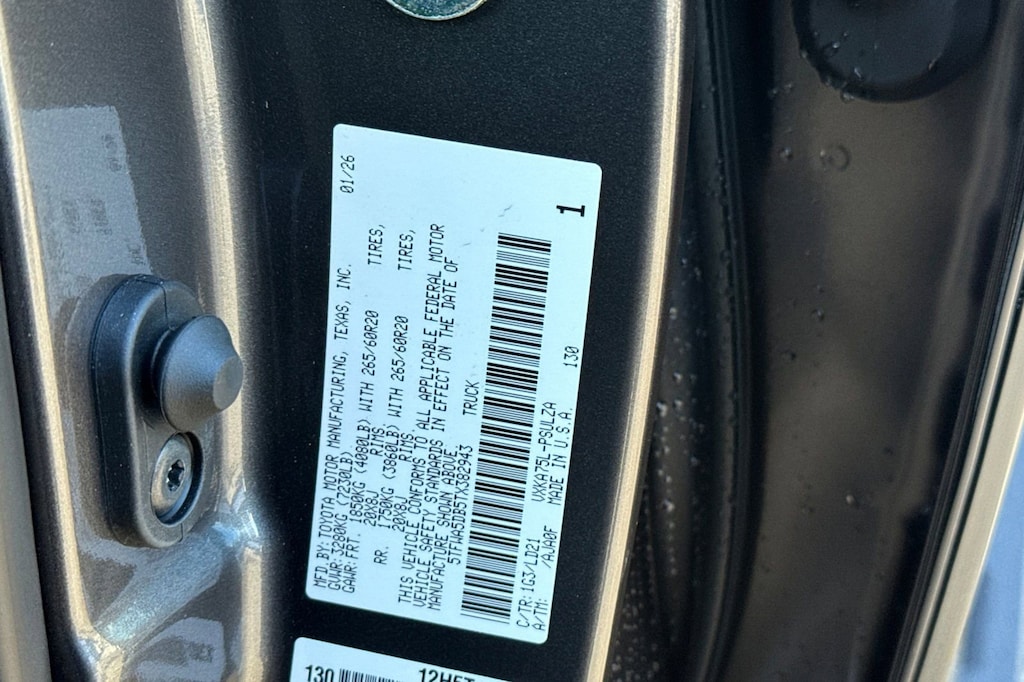 MFD.BY:TOYOTA MOTOR MANUFACTURING, TEXAS, INC. 01/26
GVWR:3280KG (7230LB)
GAWR:FRT. 1850KG (4080LB) WITH 265/60R20 TIRES,
20X8J RIMS
RR. 1750KG (3860LB) WITH 265/60R20 TIRES,
20X8J RIMS
THIS VEHICLE CONFORMS TO ALL APPLICABLE FEDERAL MOTOR
VEHICLE SAFETY STANDARDS IN EFFECT ON THE DATE OF
MANUFACTURE SHOWN ABOVE.
5TFWA5DB5TX382943 TRUCK
1
C/TR:1G3/LD21 VXKA75L-PSULZA 130
A/TM: /AJA0F MADE IN U.S.A.
130